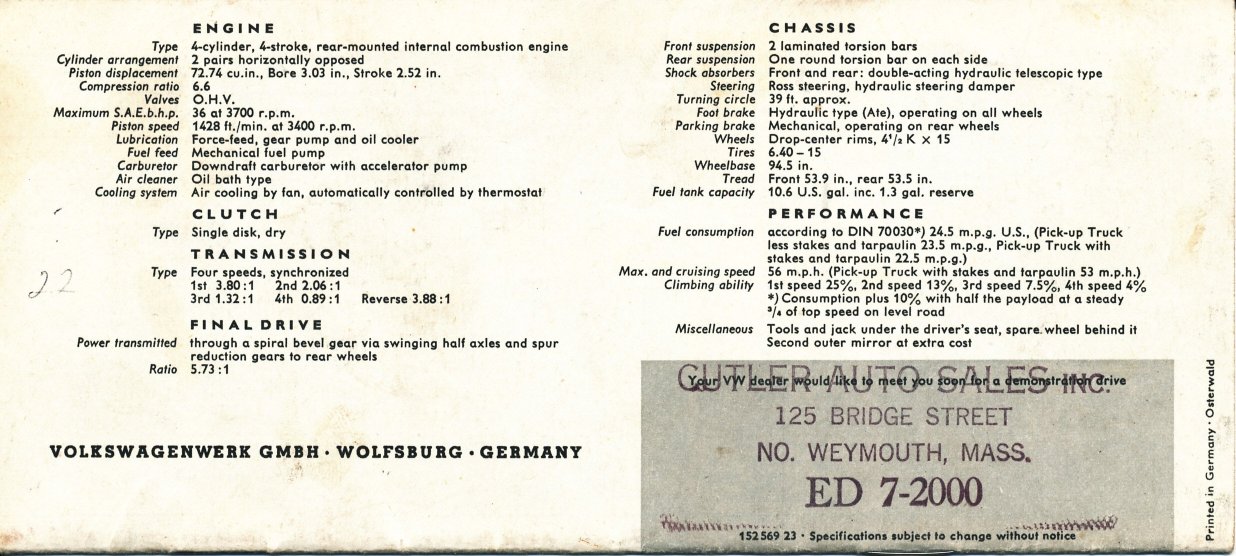 ENGINE
Type 4-cylinder, 4-stroke, rear-mounted internal combustion engine
Cylinder arrangement 2 pairs horizontally opposed
Piston displacement 72.74 cu.in., Bore 3.03 in., Stroke 2.52 in.
Compression ratio 6.6
Valves O.H.V.
Maximum S.A.E.b.h.p. 36 at 3700 r.p.m.
Piston speed 1428 ft./min. at 3400 r.p.m.
Lubrication Force-feed, gear pump and oil cooler
Fuel feed Mechanical fuel pump
Carburetor Downdraft carburetor with accelerator pump
Air cleaner Oil bath type
Cooling system Air cooling by fan, automatically controlled by thermostat
CLUTCH
Type Single disk, dry
TRANSMISSION
Type Four speeds, synchronized
1st 3.80:1 2nd 2.06:1
3rd 1.32:1 4th 0.89:1 Reverse 3.88:1
FINAL DRIVE
Power transmitted through a spiral bevel gear via swinging half axles and spur
reduction gears to rear wheels
Ratio 5.73:1
22
VOLKSWAGENWERK GMBH · WOLFSBURG · GERMANY
CHASSIS
Front suspension 2 laminated torsion bars
Rear suspension One round torsion bar on each side
Shock absorbers Front and rear: double-acting hydraulic telescopic type
Steering Ross steering, hydraulic steering damper
Turning circle 39 ft. approx.
Foot brake Hydraulic type (Ate), operating on all wheels
Parking brake Mechanical, operating on rear wheels
Wheels Drop-center rims, 4¹/₂ K × 15
Tires 6.40 – 15
Wheelbase 94.5 in.
Tread Front 53.9 in., rear 53.5 in.
Fuel tank capacity 10.6 U.S. gal. inc. 1.3 gal. reserve
PERFORMANCE
Fuel consumption according to DIN 70030*) 24.5 m.p.g. U.S., (Pick-up Truck
less stakes and tarpaulin 23.5 m.p.g., Pick-up Truck with
stakes and tarpaulin 22.5 m.p.g.)
Max. and cruising speed 56 m.p.h. (Pick-up Truck with stakes and tarpaulin 53 m.p.h.)
Climbing ability 1st speed 25%, 2nd speed 13%, 3rd speed 7.5%, 4th speed 4%
*) Consumption plus 10% with half the payload at a steady
³/₄ of top speed on level road
Miscellaneous Tools and jack under the driver's seat, spare wheel behind it
Second outer mirror at extra cost
Your VW dealer would like to meet you soon for a demonstration drive
CUTLER AUTO SALES INC.
125 BRIDGE STREET
NO. WEYMOUTH, MASS.
ED 7-2000
152 569 23 · Specifications subject to change without notice
Printed in Germany · Osterwald